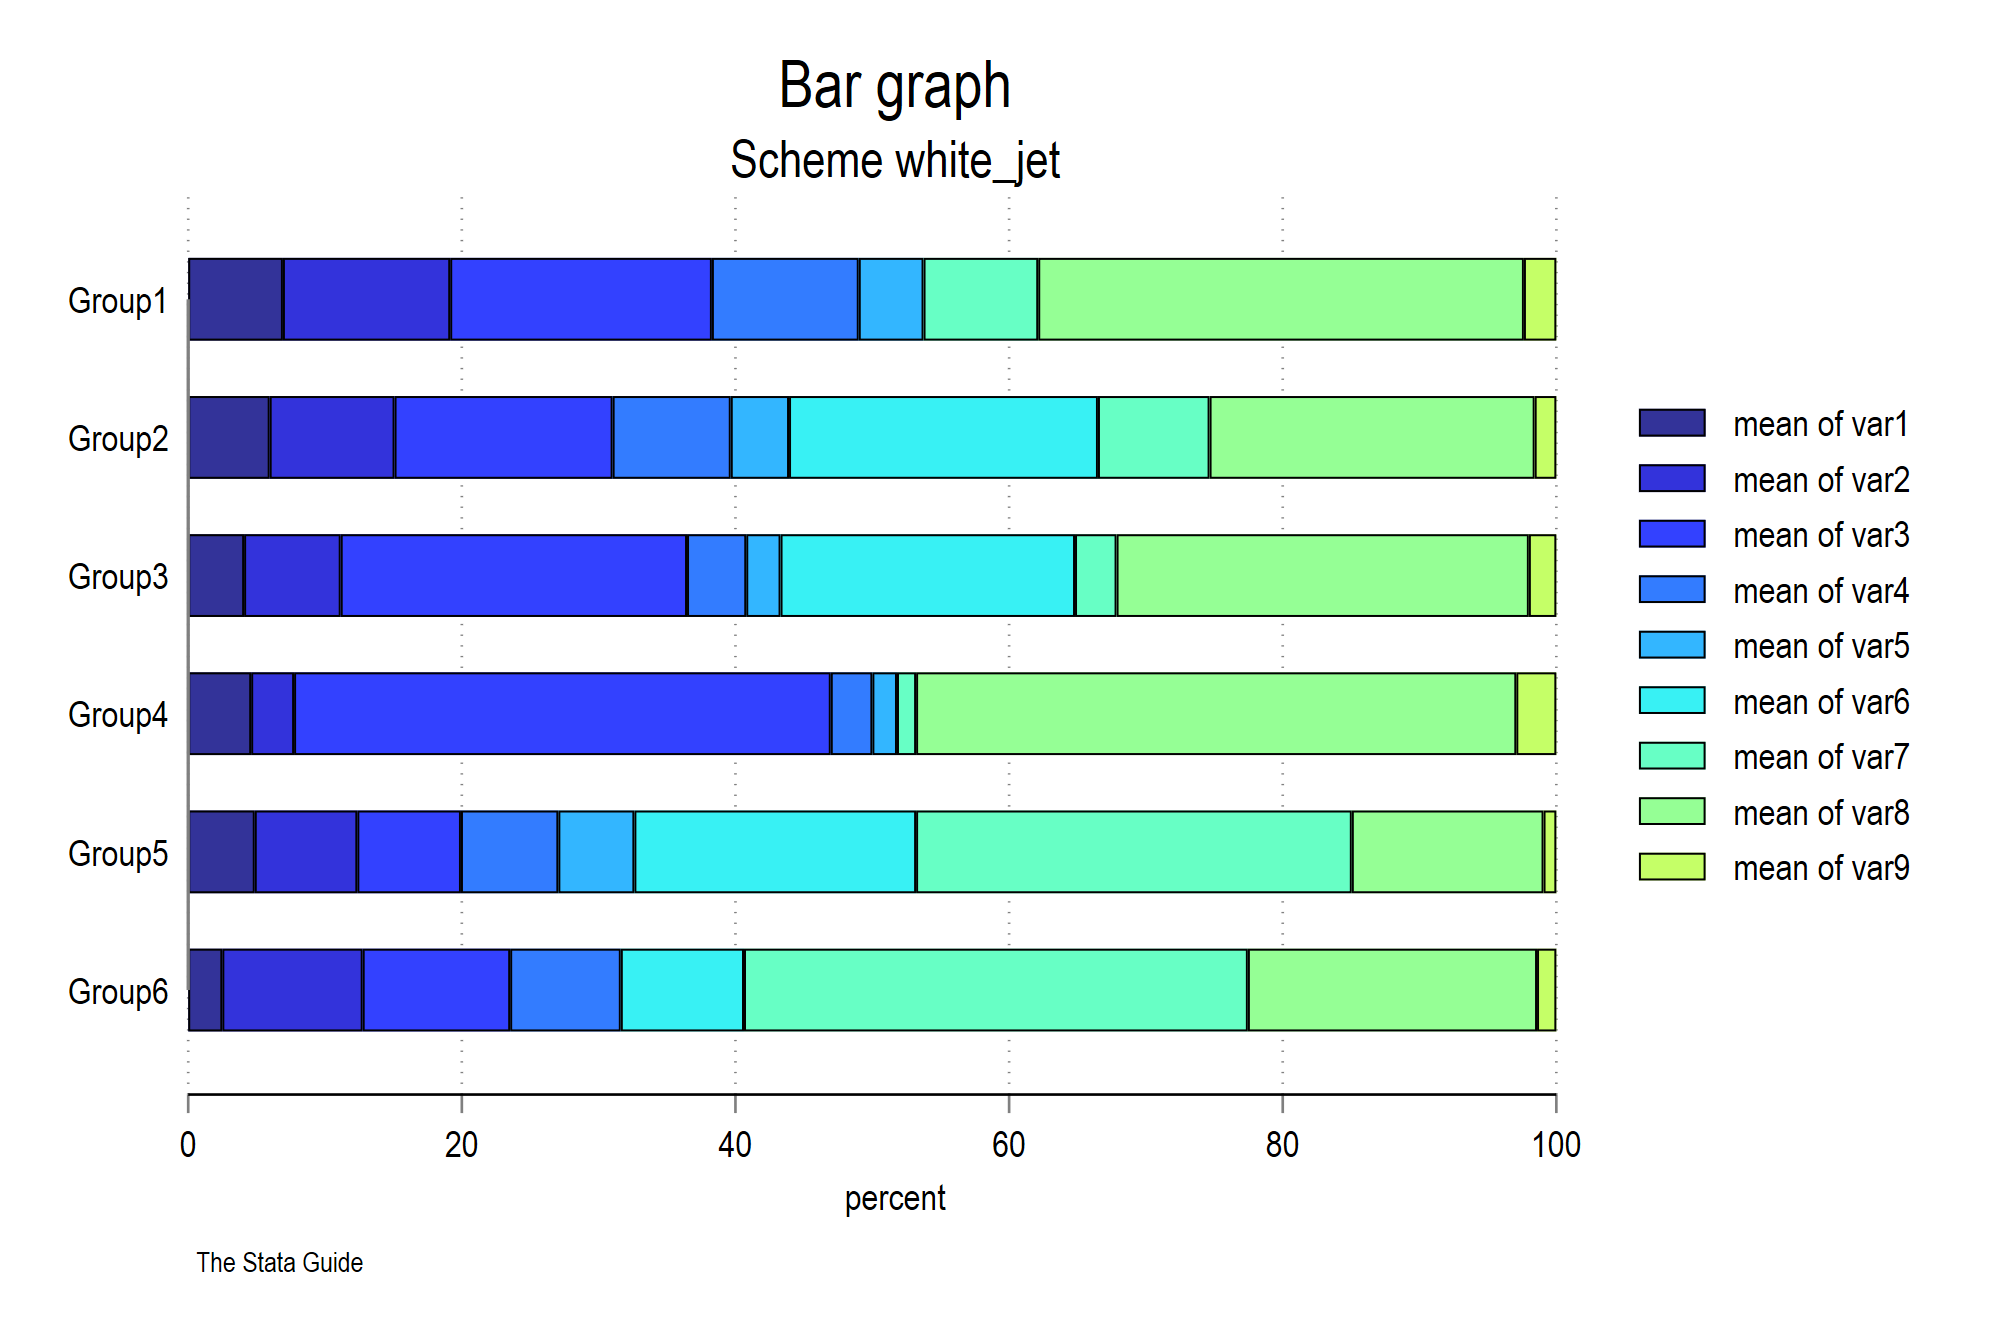 Bar graph
Scheme white_jet
Group1
Group2
Group3
Group4
Group5
Group6
mean of var1
mean of var2
mean of var3
mean of var4
mean of var5
mean of var6
mean of var7
mean of var8
mean of var9
0 20 40 60 80 100
percent
The Stata Guide